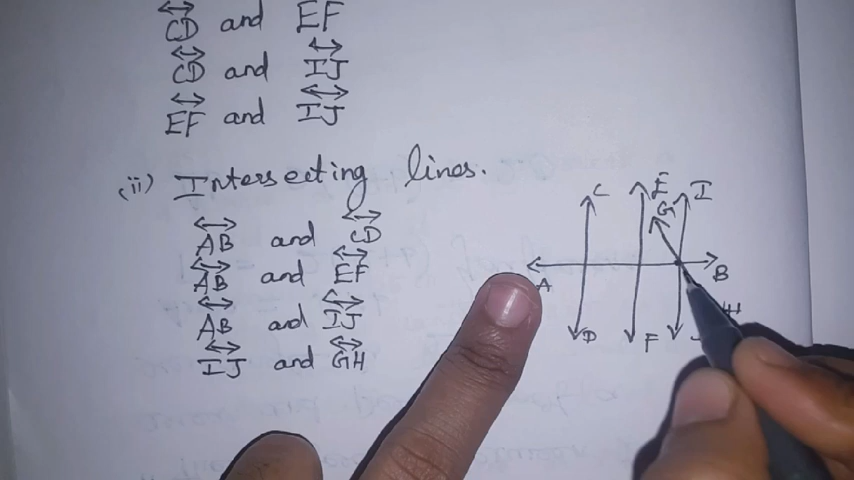 CD and EF
CD and IJ
EF and IJ
(ii) Intersecting lines.
AB and CD
AB and EF
AB and IJ
IJ and GH
C E I
G
A B
H
D F